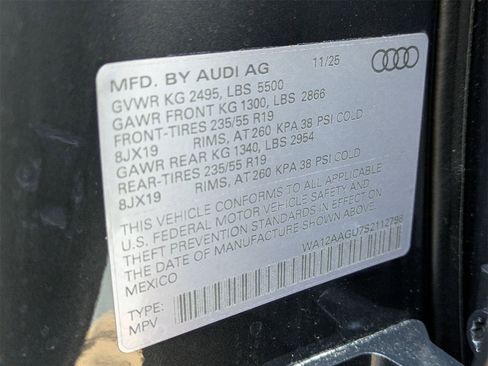 MFD. BY AUDI AG 11/25
GVWR KG 2495, LBS 5500
GAWR FRONT KG 1300, LBS 2866
FRONT-TIRES 235/55 R19
8JX19 RIMS, AT 260 KPA 38 PSI COLD
GAWR REAR KG 1340, LBS 2954
REAR-TIRES 235/55 R19
8JX19 RIMS, AT 260 KPA 38 PSI COLD
THIS VEHICLE CONFORMS TO ALL APPLICABLE
U.S. FEDERAL MOTOR VEHICLE SAFETY AND
THEFT PREVENTION STANDARDS IN EFFECT ON
THE DATE OF MANUFACTURE SHOWN ABOVE.
MEXICO WA12AAGU7S2112798
TYPE:
MPV